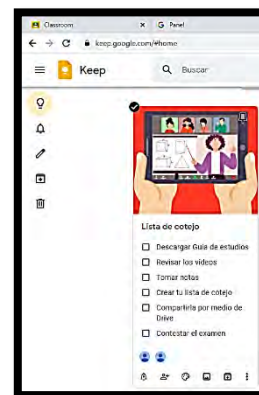 Classroom
Panel
keep.google.com/#home
Keep
Buscar
Lista de cotejo
Descargar Guía de estudios
Revisar los videos
Tomar notas
Crear tu lista de cotejo
Compartela por medio de
Drive
Contestar el examen